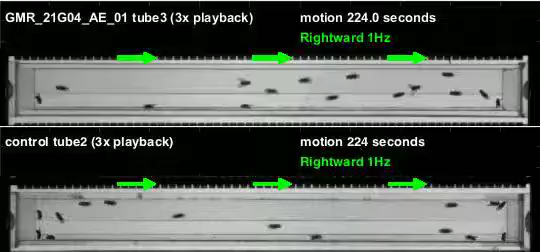 GMR_21G04_AE_01 tube3 (3x playback)
motion 224.0 seconds
Rightward 1Hz
control tube2 (3x playback)
motion 224 seconds
Rightward 1Hz